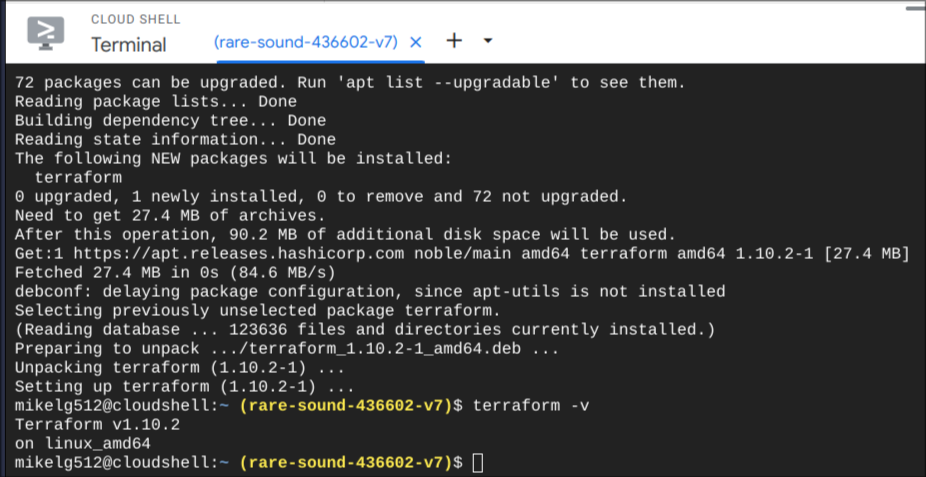 CLOUD SHELL
Terminal
(rare-sound-436602-v7) × + ▾
72 packages can be upgraded. Run 'apt list --upgradable' to see them.
Reading package lists... Done
Building dependency tree... Done
Reading state information... Done
The following NEW packages will be installed:
  terraform
0 upgraded, 1 newly installed, 0 to remove and 72 not upgraded.
Need to get 27.4 MB of archives.
After this operation, 90.2 MB of additional disk space will be used.
Get:1 https://apt.releases.hashicorp.com noble/main amd64 terraform amd64 1.10.2-1 [27.4 MB]
Fetched 27.4 MB in 0s (84.6 MB/s)
debconf: delaying package configuration, since apt-utils is not installed
Selecting previously unselected package terraform.
(Reading database ... 123636 files and directories currently installed.)
Preparing to unpack .../terraform_1.10.2-1_amd64.deb ...
Unpacking terraform (1.10.2-1) ...
Setting up terraform (1.10.2-1) ...
mikelg512@cloudshell:~ (rare-sound-436602-v7)$ terraform -v
Terraform v1.10.2
on linux_amd64
mikelg512@cloudshell:~ (rare-sound-436602-v7)$